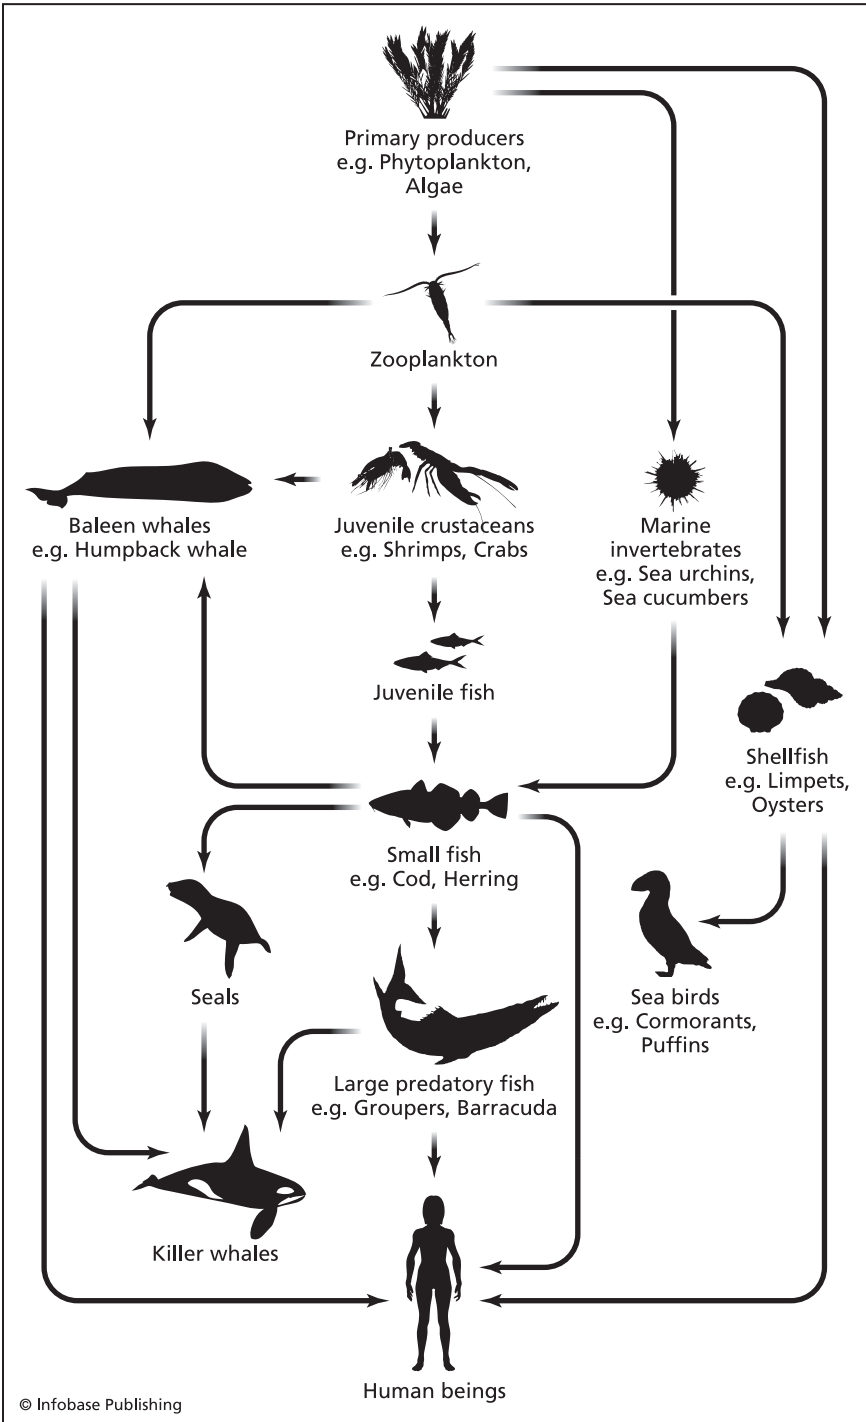 Primary producers
e.g. Phytoplankton,
Algae
Zooplankton
Baleen whales
e.g. Humpback whale
Juvenile crustaceans
e.g. Shrimps, Crabs
Marine
invertebrates
e.g. Sea urchins,
Sea cucumbers
Juvenile fish
Shellfish
e.g. Limpets,
Oysters
Small fish
e.g. Cod, Herring
Seals
Sea birds
e.g. Cormorants,
Puffins
Large predatory fish
e.g. Groupers, Barracuda
Killer whales
Human beings
© Infobase Publishing